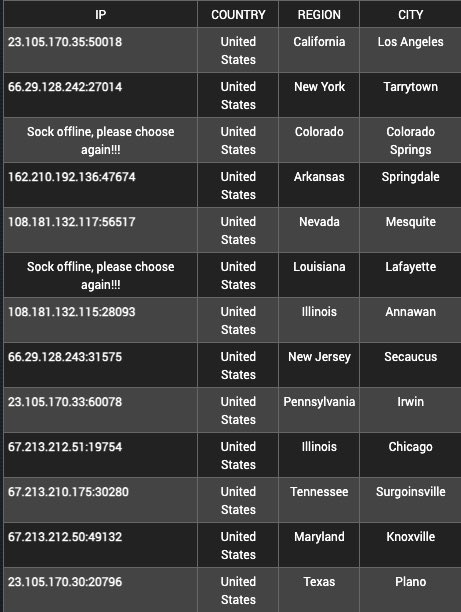 IP COUNTRY REGION CITY
23.105.170.35:50018 United States California Los Angeles
66.29.128.242:27014 United States New York Tarrytown
Sock offline, please choose again!!! United States Colorado Colorado Springs
162.210.192.136:47674 United States Arkansas Springdale
108.181.132.117:56517 United States Nevada Mesquite
Sock offline, please choose again!!! United States Louisiana Lafayette
108.181.132.115:28093 United States Illinois Annawan
66.29.128.243:31575 United States New Jersey Secaucus
23.105.170.33:60078 United States Pennsylvania Irwin
67.213.212.51:19754 United States Illinois Chicago
67.213.210.175:30280 United States Tennessee Surgoinsville
67.213.212.50:49132 United States Maryland Knoxville
23.105.170.30:20796 United States Texas Plano